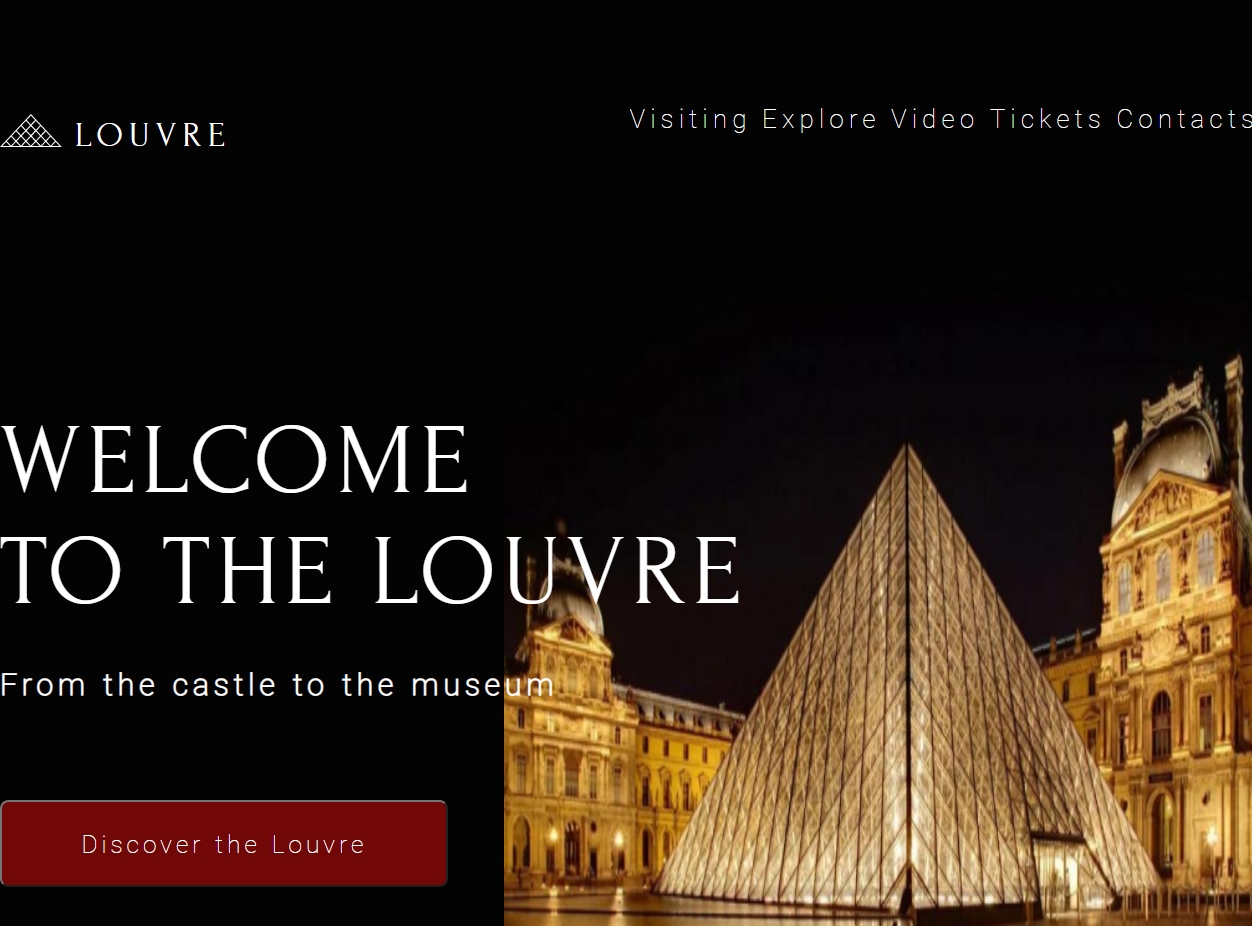 LOUVRE
Visiting Explore Video Tickets Contacts
WELCOME
TO THE LOUVRE
From the castle to the museum
Discover the Louvre